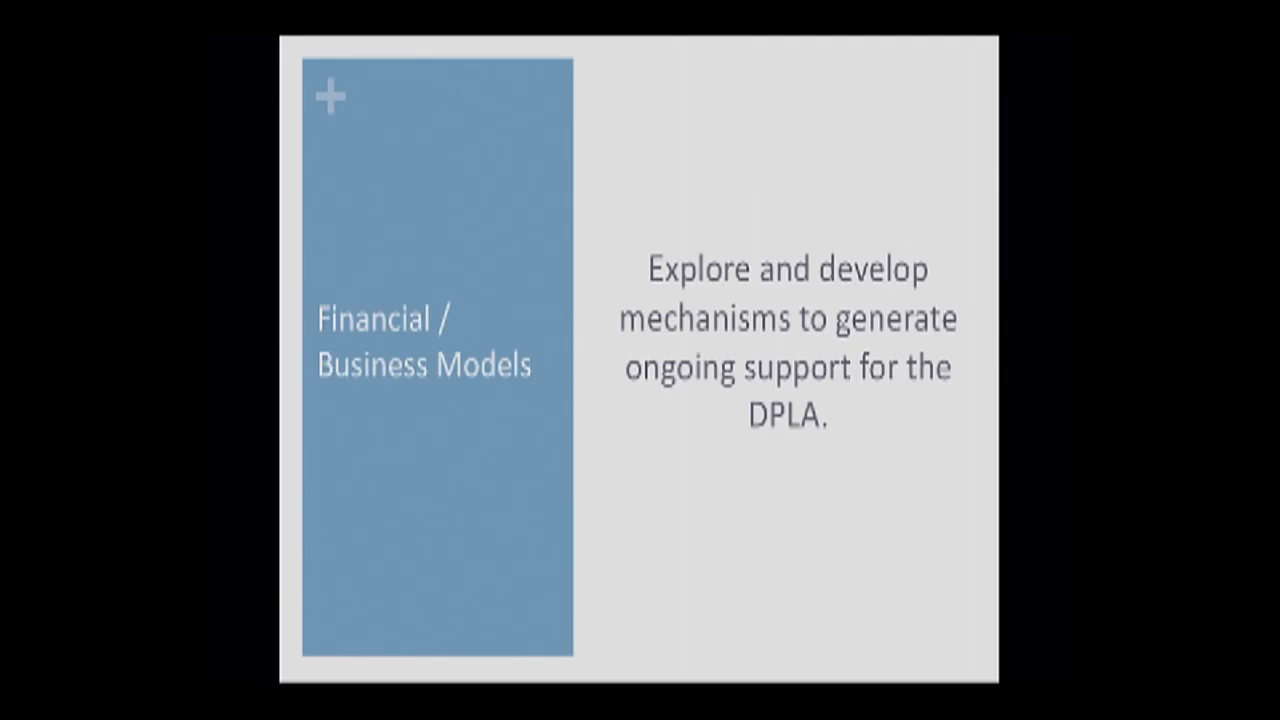 +
Financial /
Business Models
Explore and develop
mechanisms to generate
ongoing support for the
DPLA.